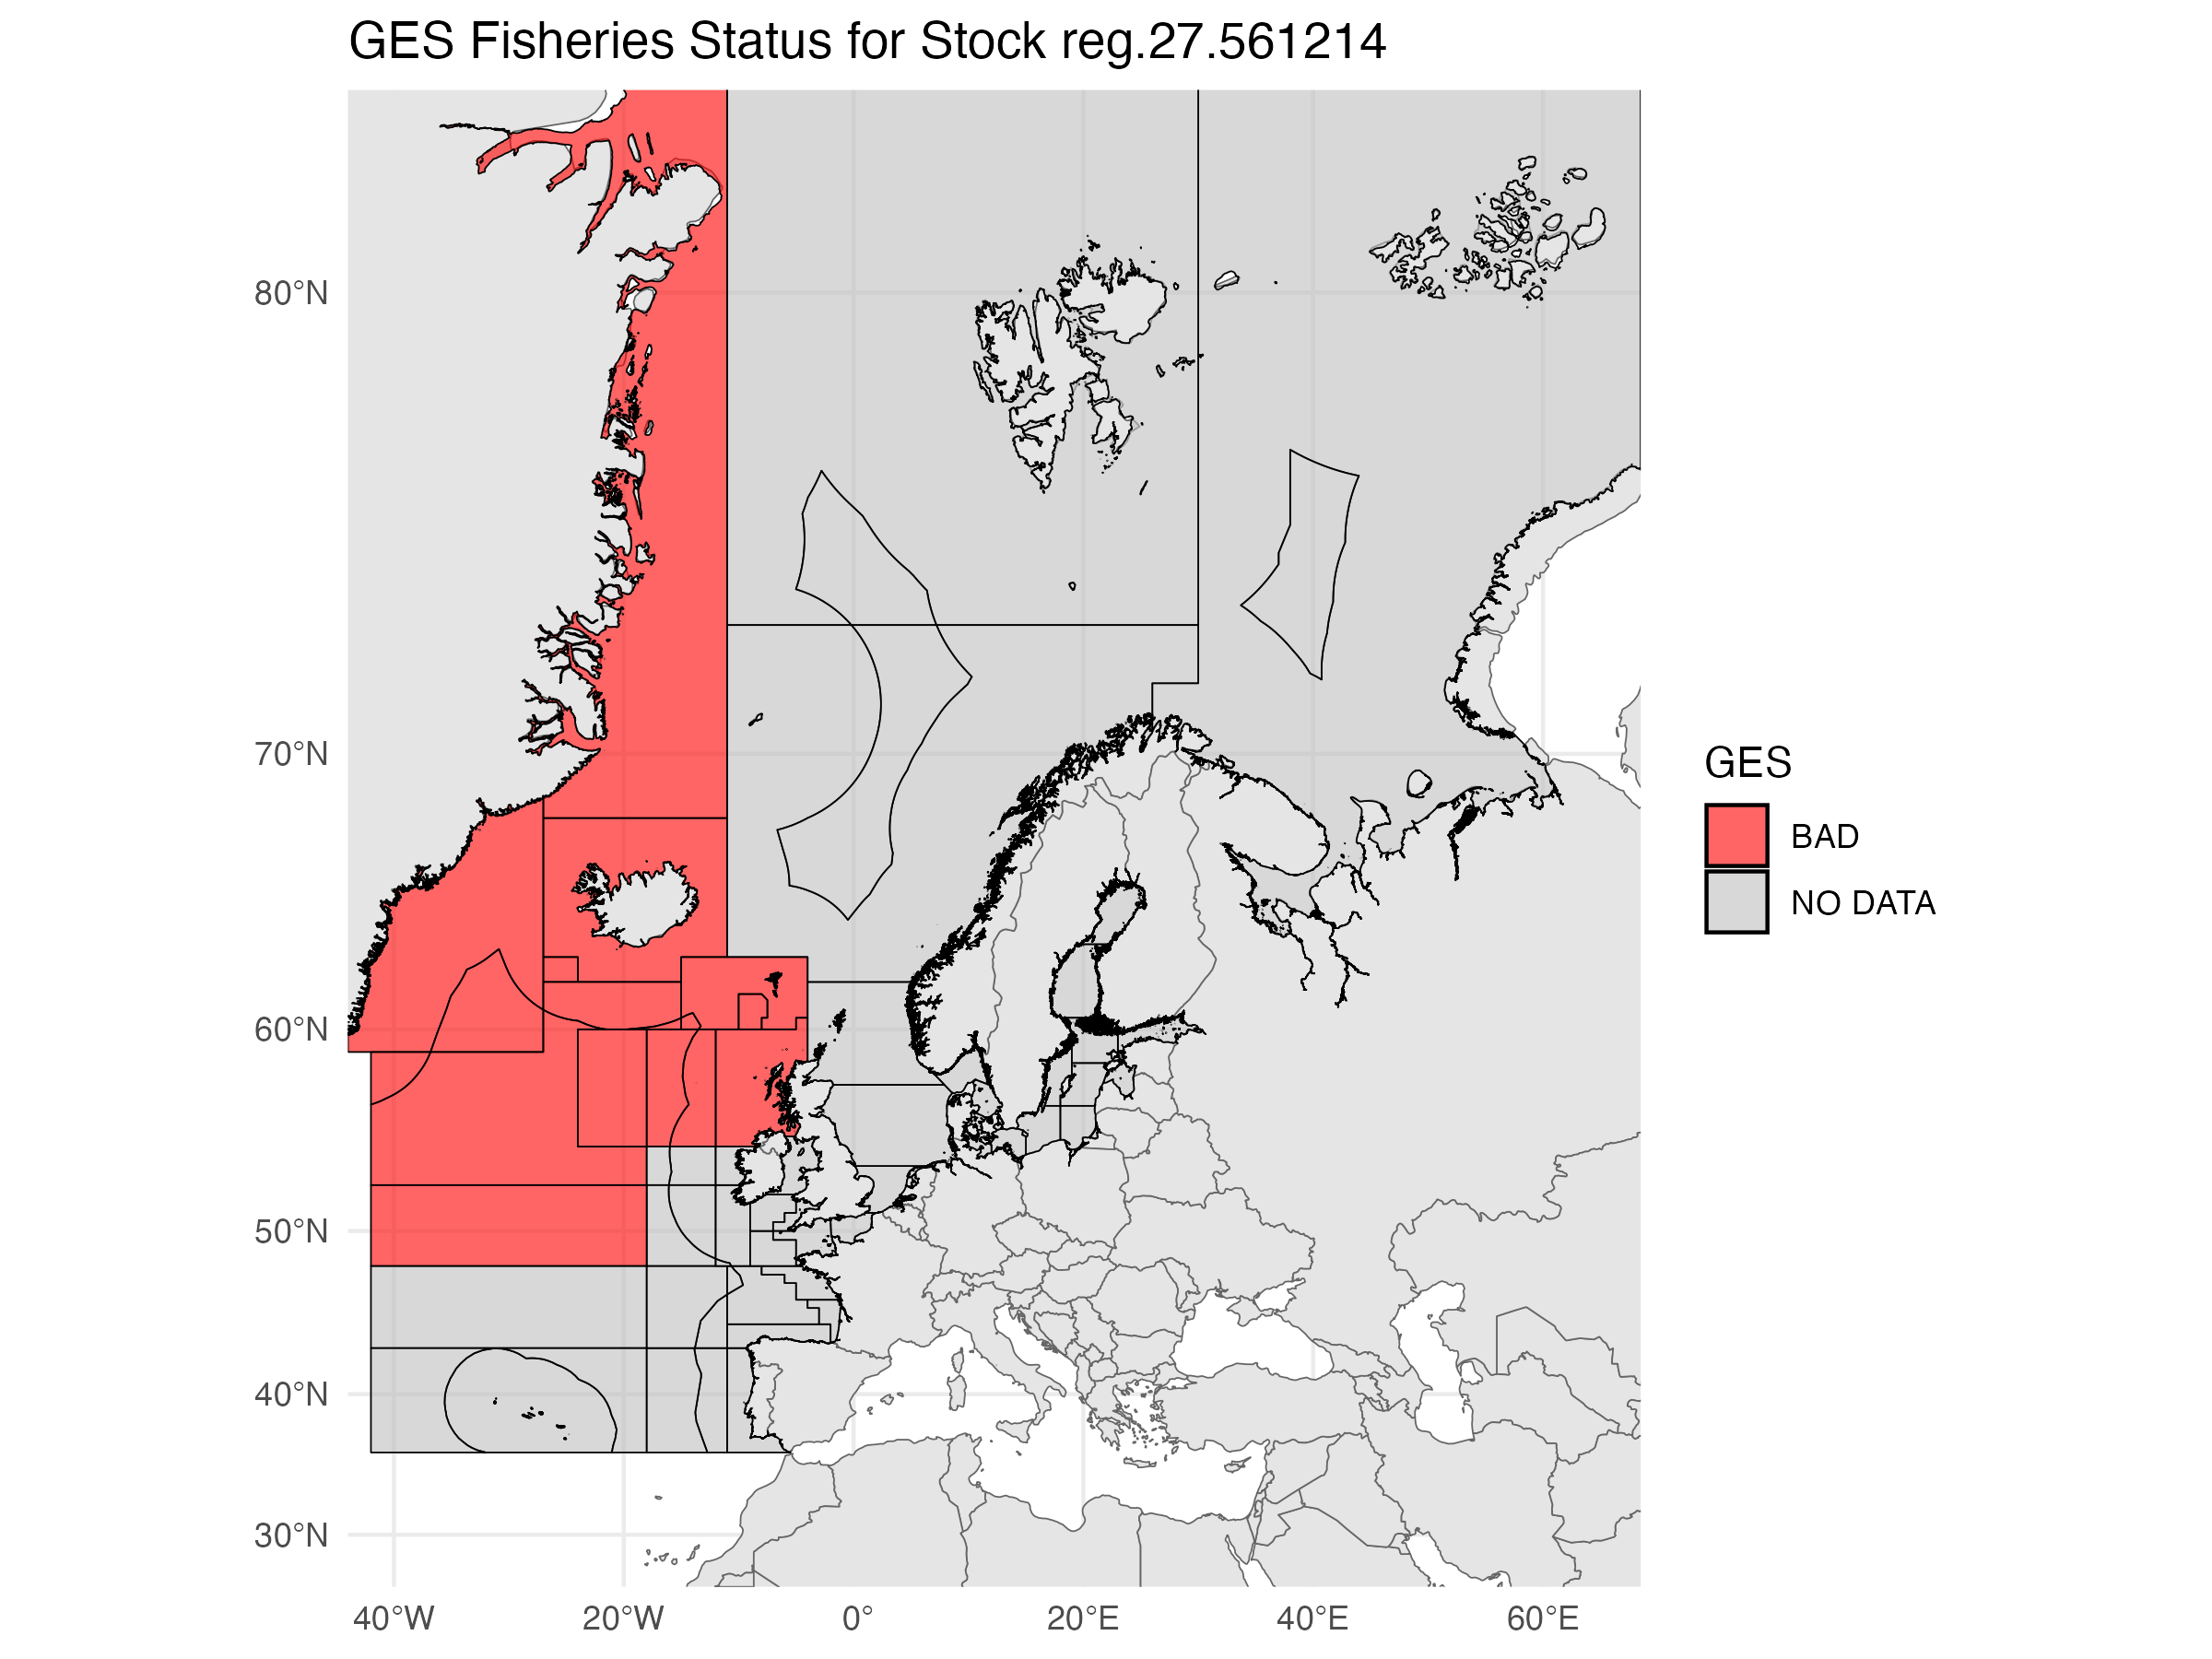 GES Fisheries Status for Stock reg.27.561214
80°N
70°N
60°N
50°N
40°N
30°N
40°W 20°W 0° 20°E 40°E 60°E
GES
BAD
NO DATA